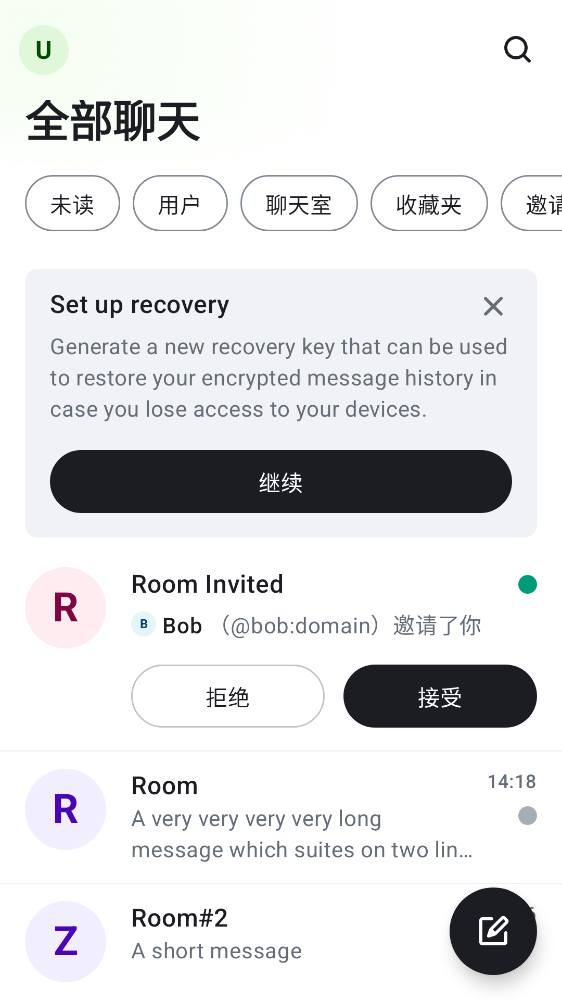 U
全部聊天
未读
用户
聊天室
收藏夹
Set up recovery
Generate a new recovery key that can be used
to restore your encrypted message history in
case you lose access to your devices.
继续
R
Room Invited
B Bob （@bob:domain）邀请了你
拒绝
接受
R
Room
14:18
A very very very very long
message which suites on two lin…
Z
Room#2
A short message